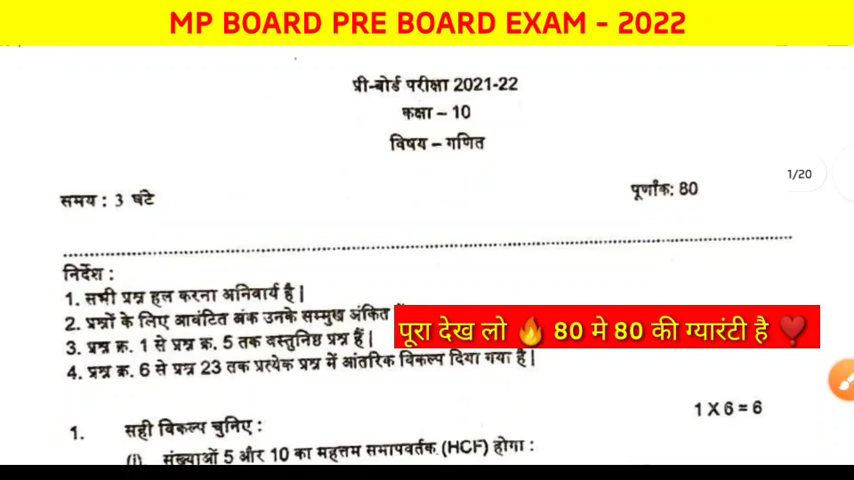 MP BOARD PRE BOARD EXAM - 2022
प्री-बोर्ड परीक्षा 2021-22
कक्षा – 10
विषय – गणित
1/20
समय : 3 घंटे
पूर्णांक: 80
निर्देश :
1. सभी प्रश्न हल करना अनिवार्य है |
2. प्रश्नों के लिए आवंटित अंक उनके सम्मुख अंकित
पूरा देख लो 🔥 80 मे 80 की ग्यारंटी है ❣️
3. प्रश्न क्र. 1 से प्रश्न क्र. 5 तक वस्तुनिष्ठ प्रश्न हैं |
4. प्रश्न क्र. 6 से प्रश्न 23 तक प्रत्येक प्रश्न में आंतरिक विकल्प दिया गया है |
1 X 6 = 6
1. सही विकल्प चुनिए :
(i) संख्याओं 5 और 10 का महत्तम समापवर्तक (HCF) होगा :